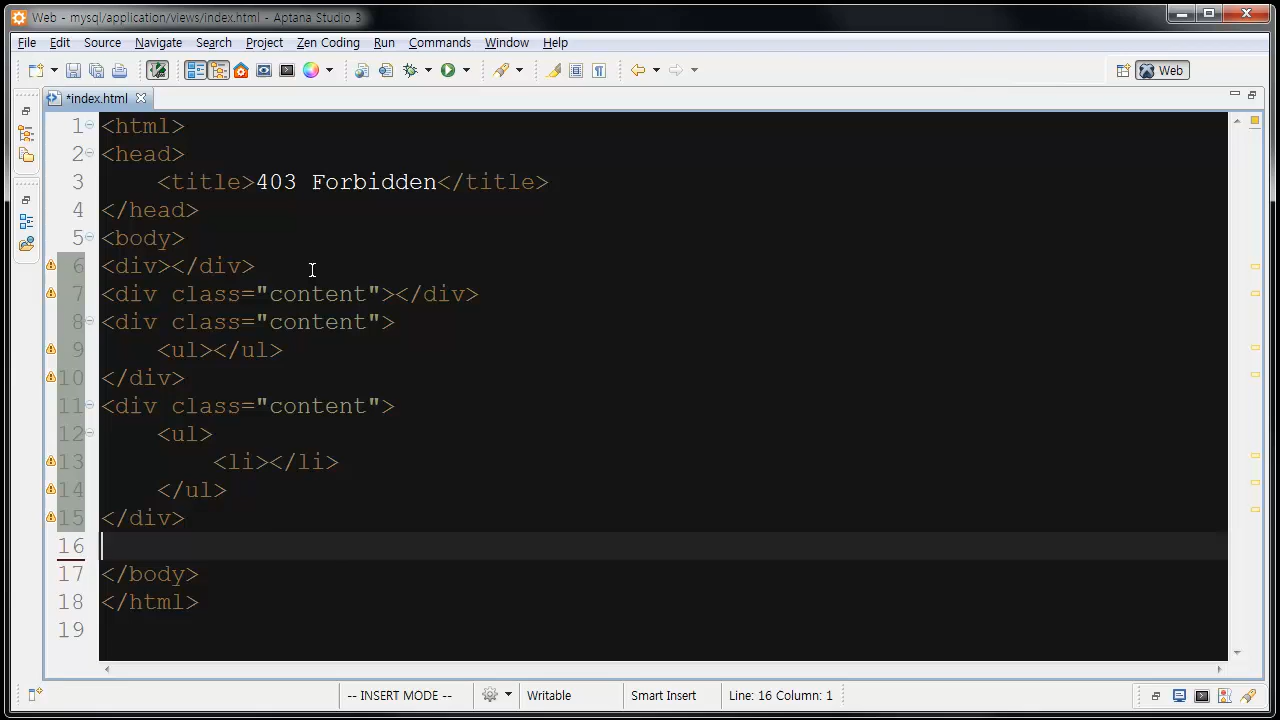 Web - mysql/application/views/index.html - Aptana Studio 3
File Edit Source Navigate Search Project Zen Coding Run Commands Window Help
Web
*index.html
1 <html>
2 <head>
3 <title>403 Forbidden</title>
4 </head>
5 <body>
6 <div></div>
7 <div class="content"></div>
8 <div class="content">
9 <ul></ul>
10 </div>
11 <div class="content">
12 <ul>
13 <li></li>
14 </ul>
15 </div>
16
17 </body>
18 </html>
19
-- INSERT MODE -- Writable Smart Insert Line: 16 Column: 1